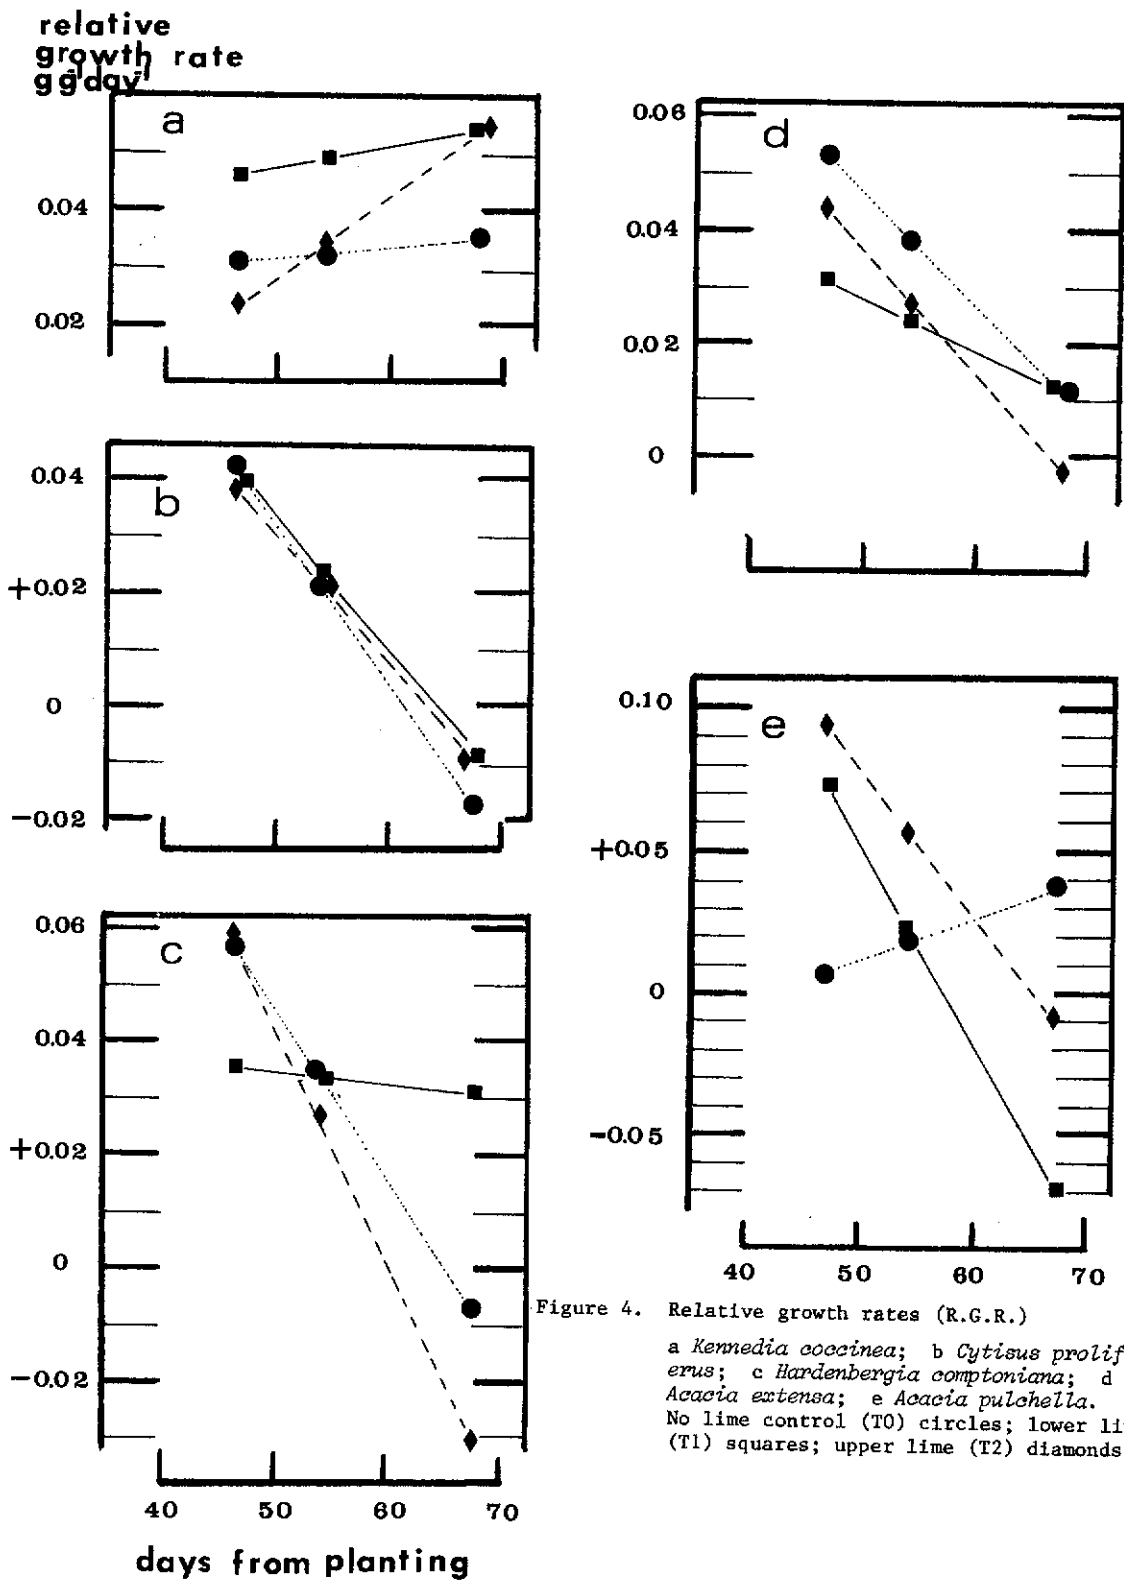 relative
growth rate
gg⁻¹day⁻¹
a
0.04
0.02
b
0.04
+0.02
0
-0.02
c
0.06
0.04
+0.02
0
-0.02
40 50 60 70
days from planting
d
0.06
0.04
0.02
0
e
0.10
+0.05
0
-0.05
40 50 60 70
Figure 4. Relative growth rates (R.G.R.)
a Kennedia coccinea; b Cytisus prolif
erus; c Hardenbergia comptoniana; d
Acacia extensa; e Acacia pulchella.
No lime control (T0) circles; lower li
(T1) squares; upper lime (T2) diamonds